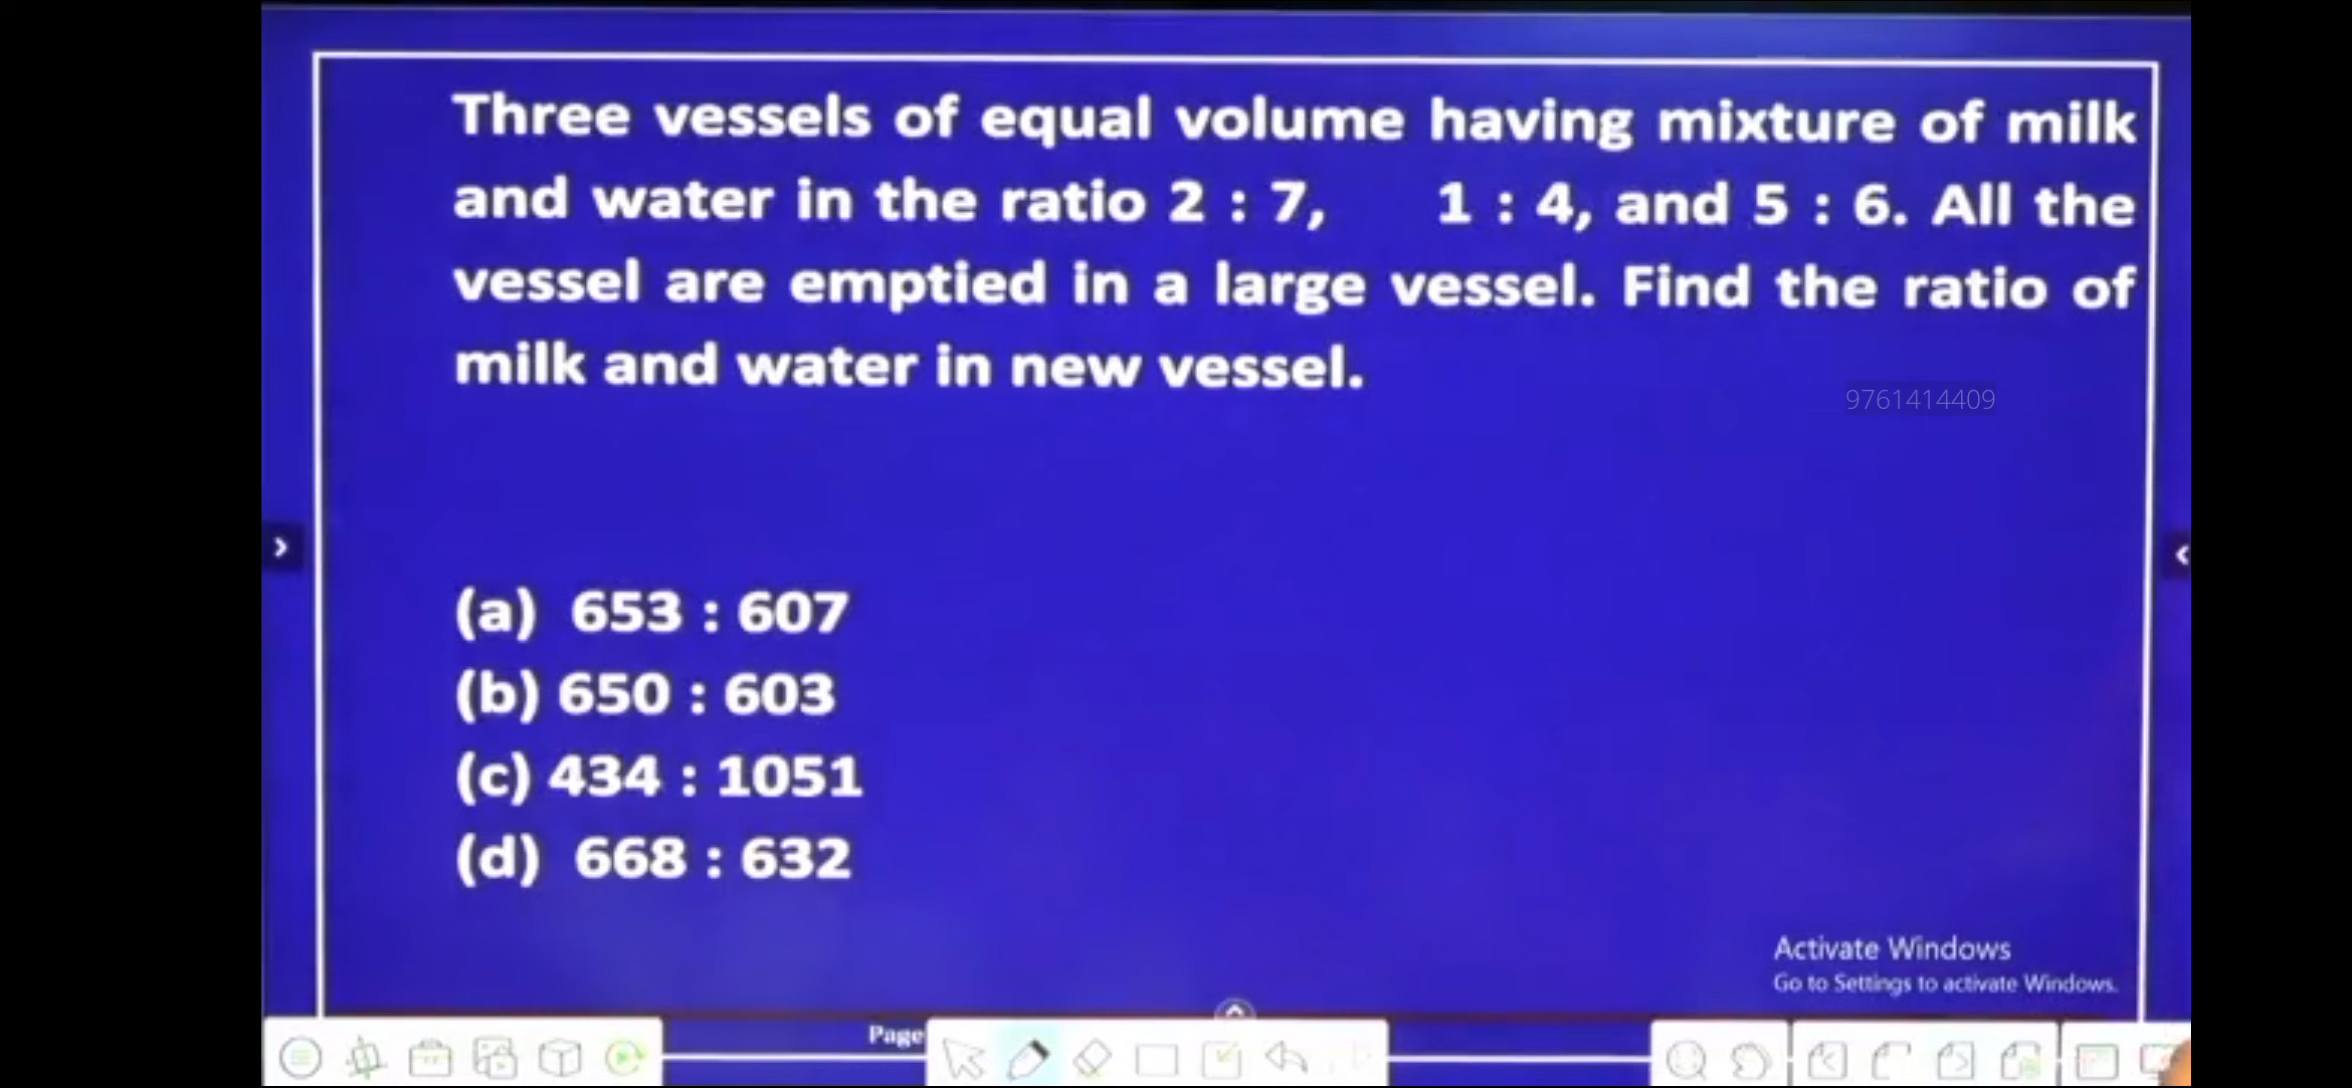 Three vessels of equal volume having mixture of milk
and water in the ratio 2 : 7, 1 : 4, and 5 : 6. All the
vessel are emptied in a large vessel. Find the ratio of
milk and water in new vessel.
9761414409
(a) 653 : 607
(b) 650 : 603
(c) 434 : 1051
(d) 668 : 632
Activate Windows
Go to Settings to activate Windows.
Page